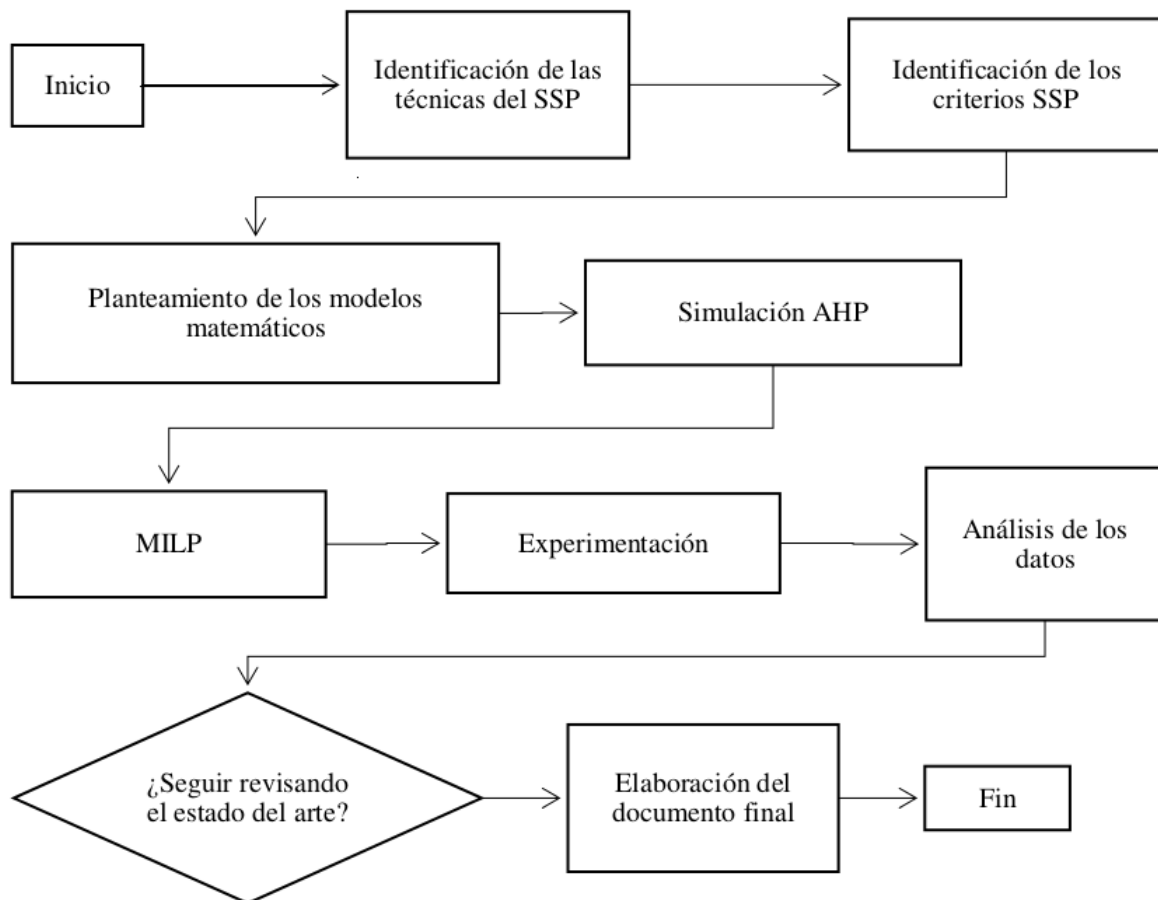 Inicio
Identificación de las
técnicas del SSP
Identificación de los
criterios SSP
Planteamiento de los modelos
matemáticos
Simulación AHP
MILP
Experimentación
Análisis de los
datos
¿Seguir revisando
el estado del arte?
Elaboración del
documento final
Fin